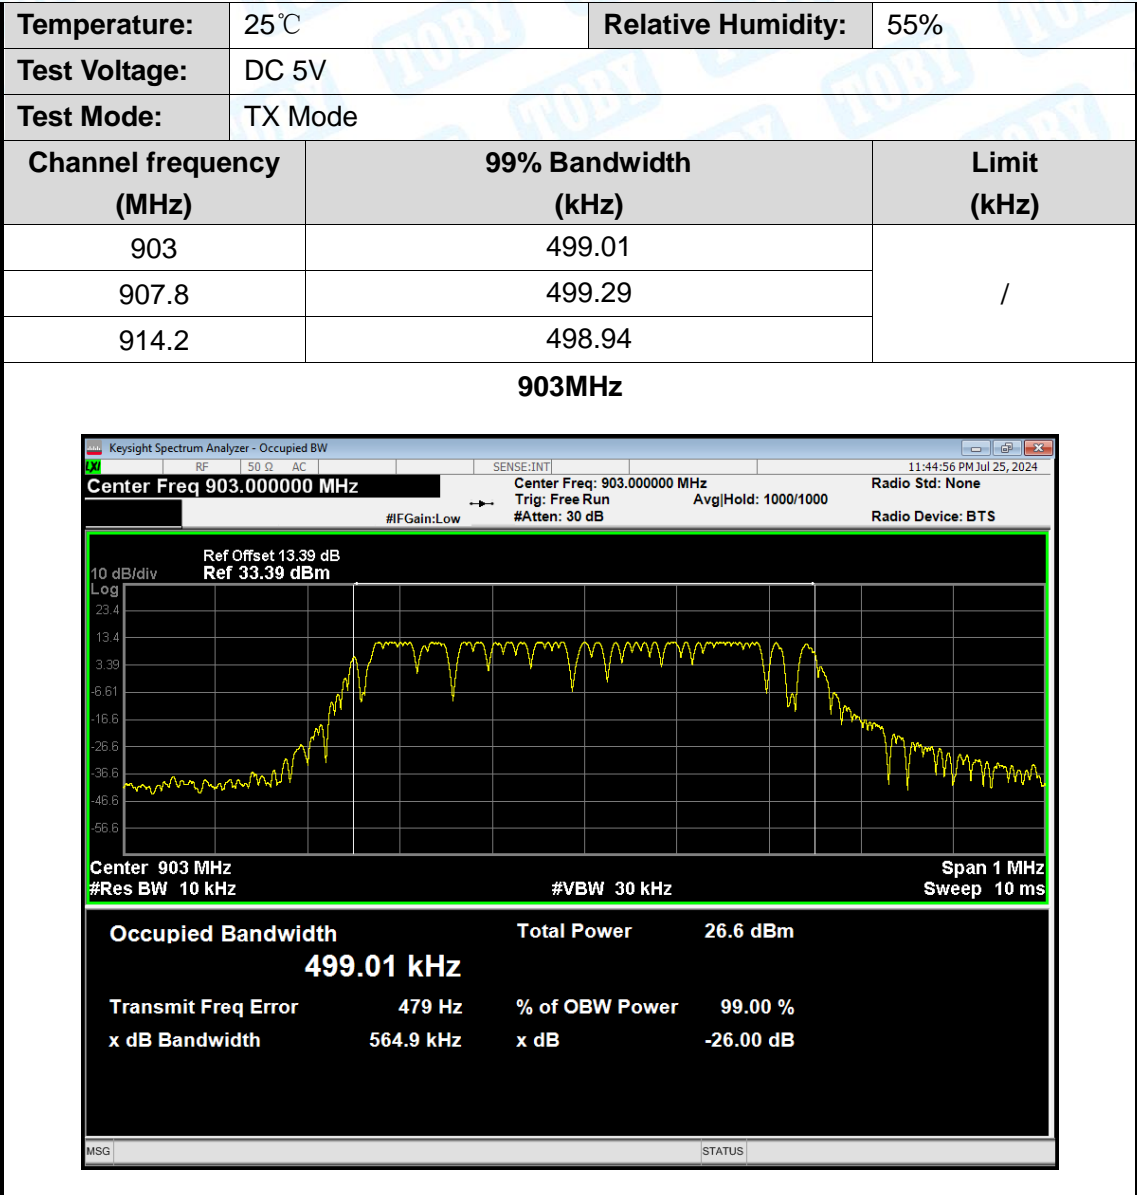 Temperature: 25℃ Relative Humidity: 55%
Test Voltage: DC 5V
Test Mode: TX Mode
Channel frequency (MHz) 99% Bandwidth (kHz) Limit (kHz)
903 499.01 /
907.8 499.29
914.2 498.94
903MHz
Keysight Spectrum Analyzer - Occupied BW
LXI RF 50 Ω AC SENSE:INT 11:44:56 PM Jul 25, 2024
Center Freq 903.000000 MHz Center Freq: 903.000000 MHz Radio Std: None
Trig: Free Run Avg|Hold: 1000/1000
#IFGain:Low #Atten: 30 dB Radio Device: BTS
Ref Offset 13.39 dB
10 dB/div Ref 33.39 dBm
Log
23.4
13.4
3.39
-6.61
-16.6
-26.6
-36.6
-46.6
-56.6
Center 903 MHz Span 1 MHz
#Res BW 10 kHz #VBW 30 kHz Sweep 10 ms
Occupied Bandwidth Total Power 26.6 dBm
499.01 kHz
Transmit Freq Error 479 Hz % of OBW Power 99.00 %
x dB Bandwidth 564.9 kHz x dB -26.00 dB
MSG STATUS
TOBY
TOBY
TOBY
TOBY